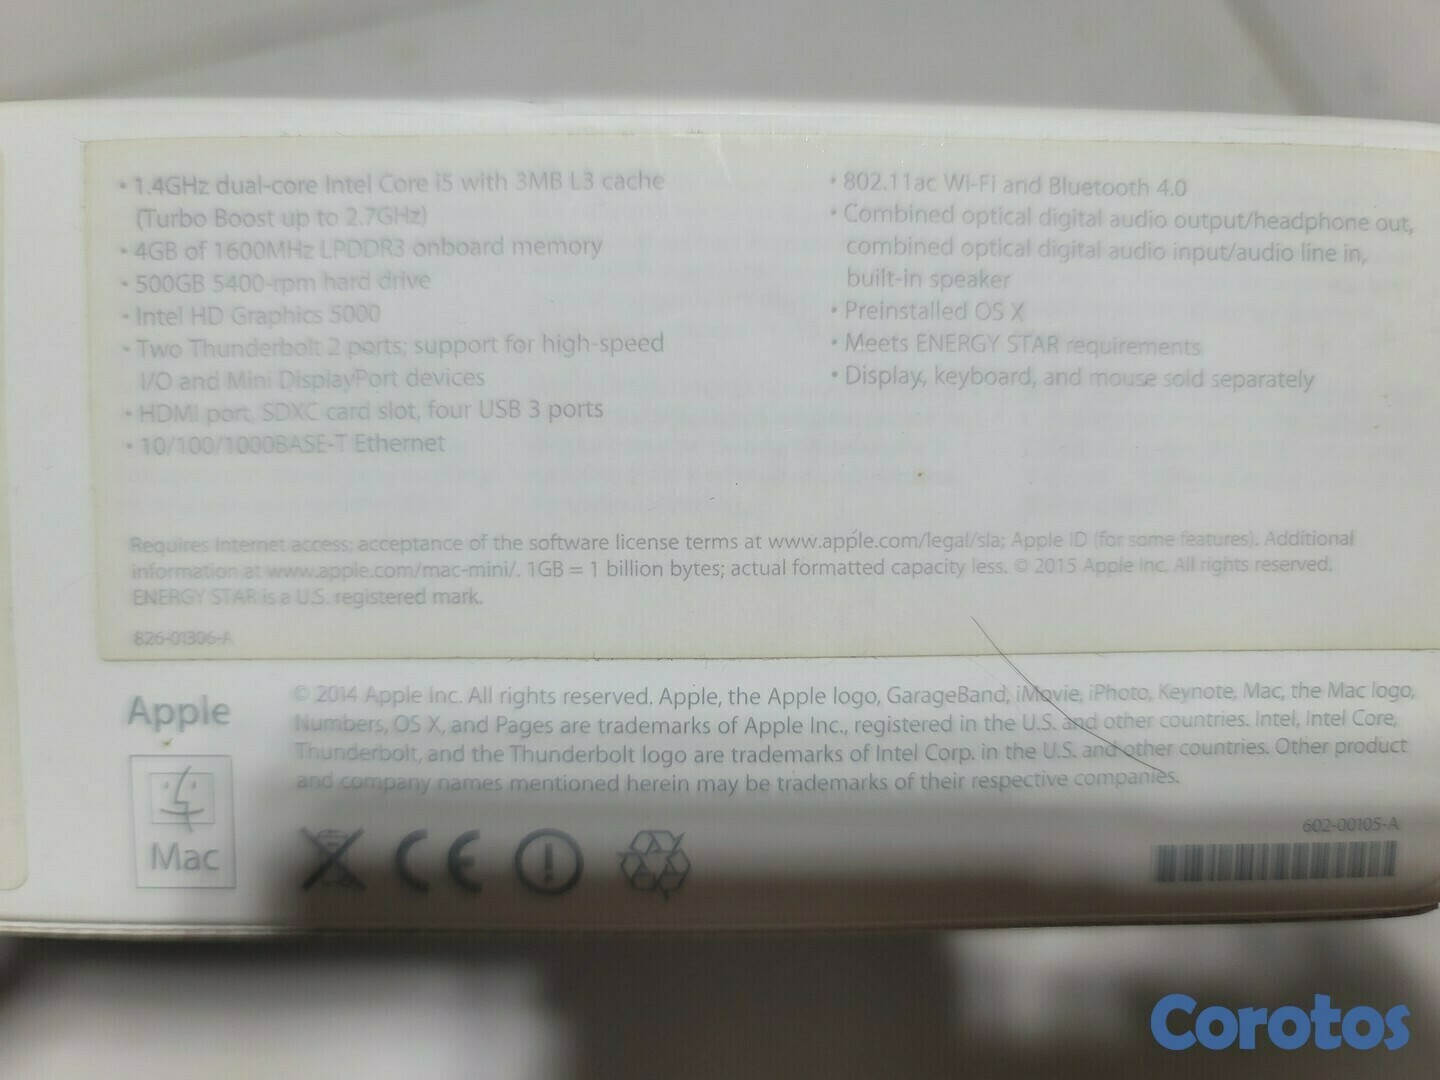 • 1.4GHz dual-core Intel Core i5 with 3MB L3 cache
(Turbo Boost up to 2.7GHz)
• 4GB of 1600MHz LPDDR3 onboard memory
• 500GB 5400-rpm hard drive
• Intel HD Graphics 5000
• Two Thunderbolt 2 ports; support for high-speed
I/O and Mini DisplayPort devices
• HDMI port, SDXC card slot, four USB 3 ports
• 10/100/1000BASE-T Ethernet
• 802.11ac Wi-Fi and Bluetooth 4.0
• Combined optical digital audio output/headphone out,
combined optical digital audio input/audio line in,
built-in speaker
• Preinstalled OS X
• Meets ENERGY STAR requirements
• Display, keyboard, and mouse sold separately
Requires Internet access; acceptance of the software license terms at www.apple.com/legal/sla; Apple ID (for some features). Additional
information at www.apple.com/mac-mini/. 1GB = 1 billion bytes; actual formatted capacity less. © 2015 Apple Inc. All rights reserved.
ENERGY STAR is a U.S. registered mark.
826-01306-A
Apple
Mac
© 2014 Apple Inc. All rights reserved. Apple, the Apple logo, GarageBand, iMovie, iPhoto, Keynote, Mac, the Mac logo,
Numbers, OS X, and Pages are trademarks of Apple Inc., registered in the U.S. and other countries. Intel, Intel Core,
Thunderbolt, and the Thunderbolt logo are trademarks of Intel Corp. in the U.S. and other countries. Other product
and company names mentioned herein may be trademarks of their respective companies.
CE
602-00105-A
Corotos